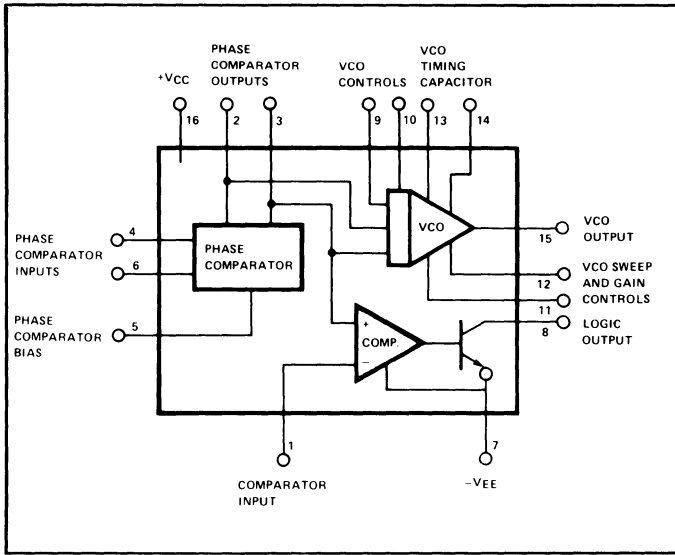 PHASE
COMPARATOR
OUTPUTS
VCO
CONTROLS
VCO
TIMING
CAPACITOR
+VCC
16
2
3
9
10
13
14
4
PHASE
COMPARATOR
INPUTS
6
PHASE
COMPARATOR
VCO
15
VCO
OUTPUT
12
VCO SWEEP
AND GAIN
CONTROLS
11
PHASE
COMPARATOR
BIAS
5
+
COMP.
−
8
LOGIC
OUTPUT
1
COMPARATOR
INPUT
7
−VEE